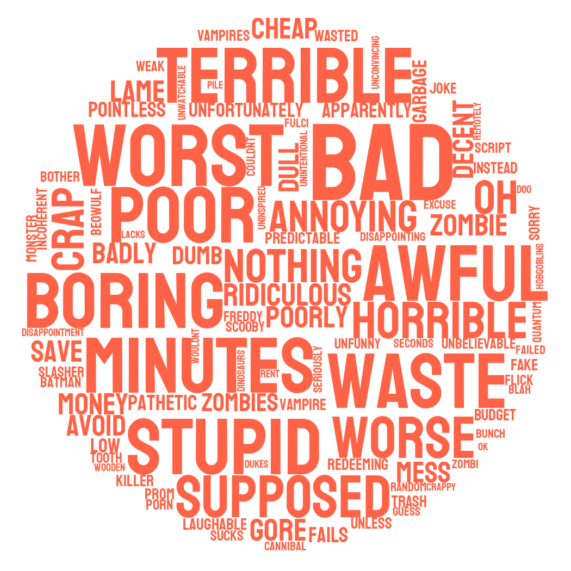 CHEAP
VAMPIRES
WASTED
TERRIBLE
UNCONVINCING
WEAK
UNWATCHABLE
PILE
GARBAGE
LAME
JOKE
POINTLESS
UNFORTUNATELY
APPARENTLY
DECENT
REMOTELY
WORST
FULCI
BAD
COULDNT
DULL
UNINTENTIONAL
SCRIPT
INSTEAD
BOTHER
OH
DOO
CRAP
BEOWULF
POOR
UNINSPIRED
ANNOYING
EXCUSE
ZOMBIE
SORRY
MONSTER
INCOHERENT
LACKS
PREDICTABLE
DISAPPOINTING
BADLY
DUMB
NOTHING
AWFUL
HOBGOBLINS
BORING
RIDICULOUS
FREDDY
SCOOBY
POORLY
HORRIBLE
QUANTUM
DISAPPOINTMENT
WOULDNT
UNFUNNY
SECONDS
UNBELIEVABLE
FAILED
SAVE
MINUTES
DINOSAURS
RENT
SERIOUSLY
WASTE
FAKE
SLASHER
BATMAN
FLICK
BLAH
MONEY
PATHETIC
ZOMBIES
VAMPIRE
BUDGET
AVOID
STUPID
WORSE
BUNCH
LOW
OK
TOOTH
WOODEN
DUKES
REDEEMING
MESS
ZOMBI
KILLER
SUPPOSED
RANDOM
CRAPPY
PROM
PORN
TRASH
GUESS
LAUGHABLE
SUCKS
GORE
FAILS
UNLESS
CANNIBAL